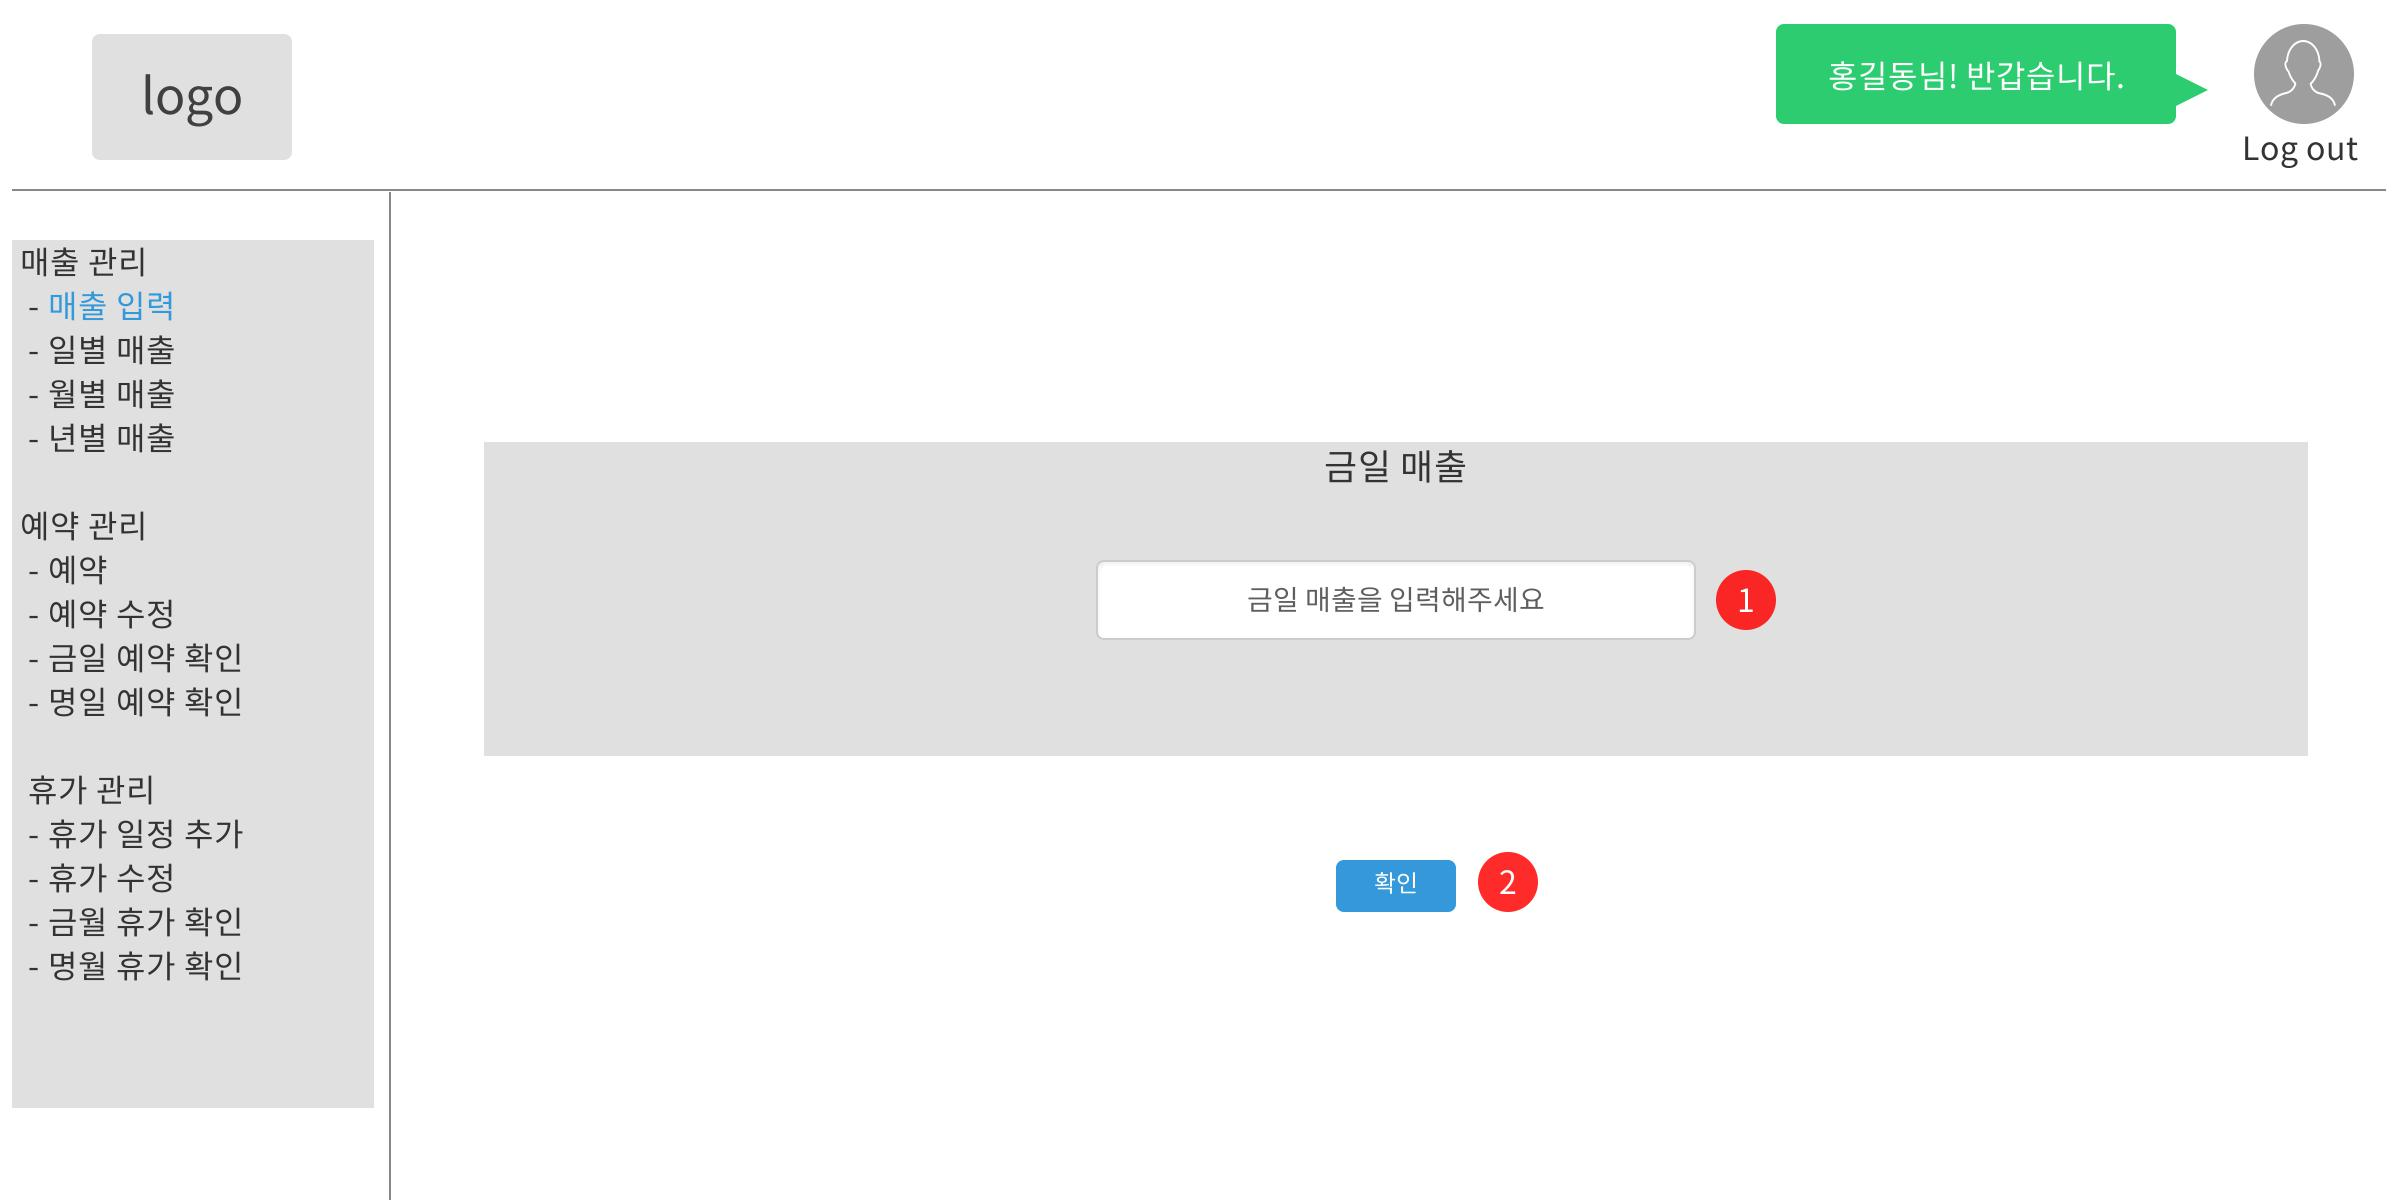 logo
홍길동님! 반갑습니다.
Log out
매출 관리
- 매출 입력
- 일별 매출
- 월별 매출
- 년별 매출
예약 관리
- 예약
- 예약 수정
- 금일 예약 확인
- 명일 예약 확인
휴가 관리
- 휴가 일정 추가
- 휴가 수정
- 금월 휴가 확인
- 명월 휴가 확인
금일 매출
금일 매출을 입력해주세요 1
확인 2